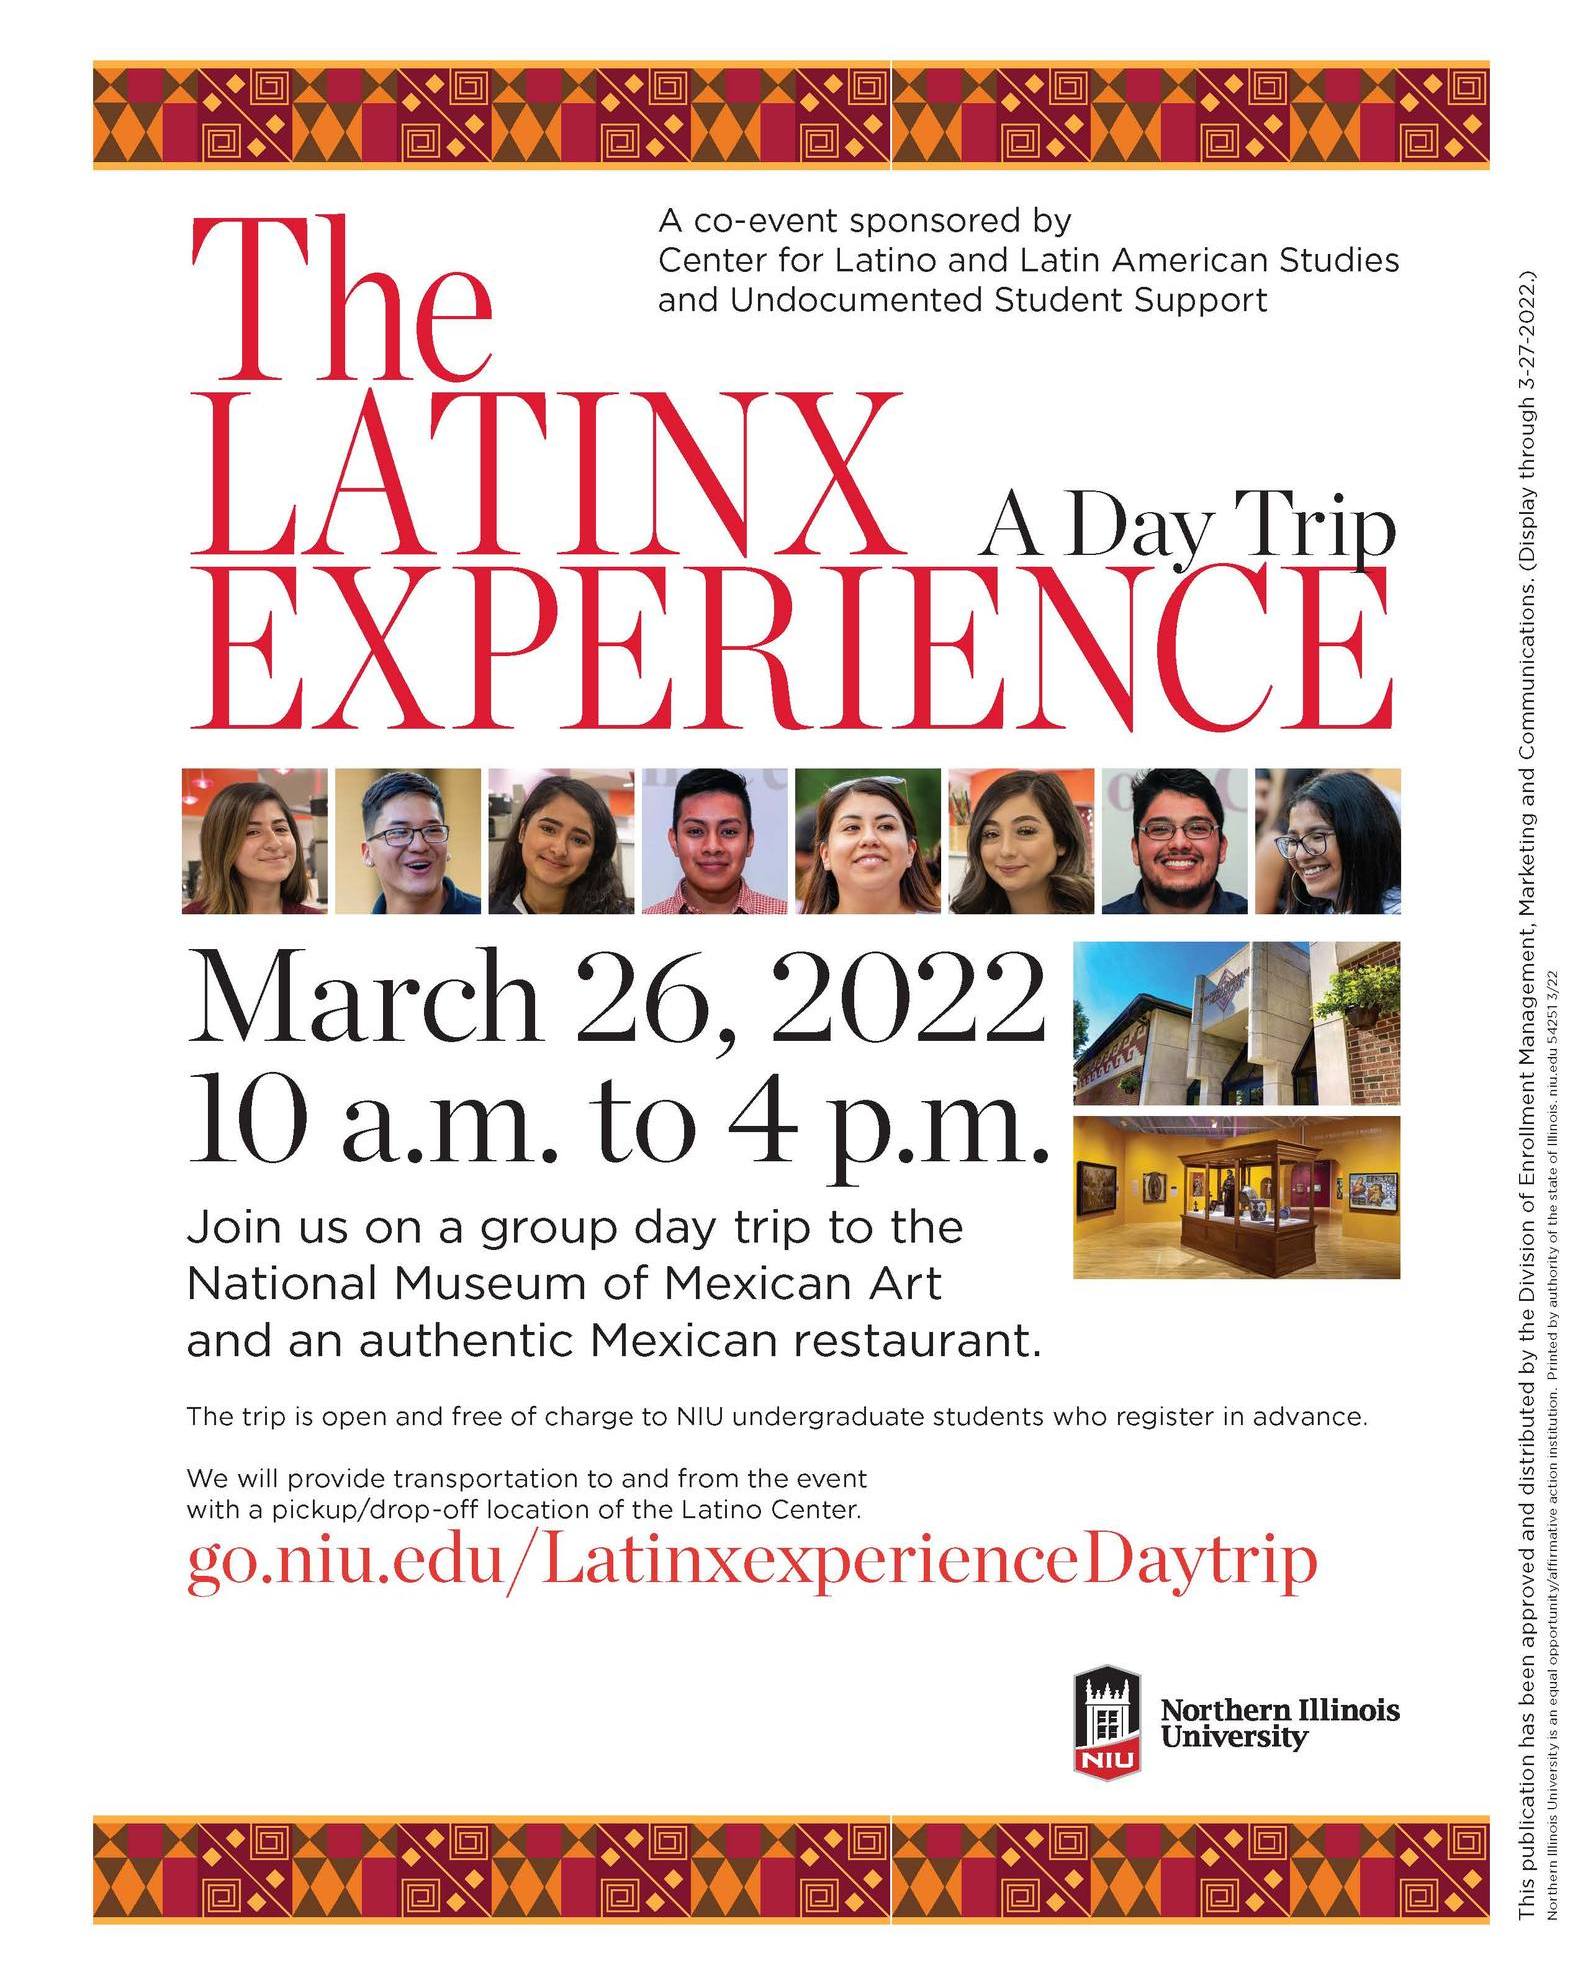 The
LATINX
EXPERIENCE
A Day Trip
A co-event sponsored by
Center for Latino and Latin American Studies
and Undocumented Student Support
March 26, 2022
10 a.m. to 4 p.m.
Join us on a group day trip to the
National Museum of Mexican Art
and an authentic Mexican restaurant.
The trip is open and free of charge to NIU undergraduate students who register in advance.
We will provide transportation to and from the event
with a pickup/drop-off location of the Latino Center.
go.niu.edu/LatinxexperienceDaytrip
NIU
Northern Illinois
University
This publication has been approved and distributed by the Division of Enrollment Management, Marketing and Communications. (Display through 3-27-2022.)
Northern Illinois University is an equal opportunity/affirmative action institution. Printed by authority of the state of Illinois. niu.edu 54251 3/22